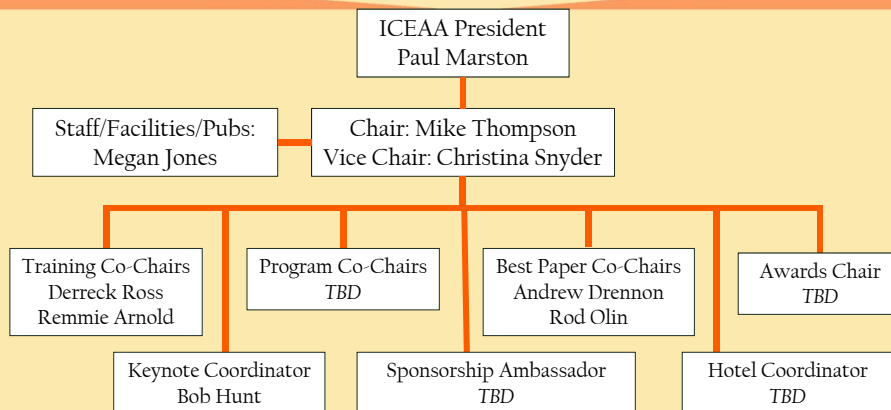 ICEAA President
Paul Marston
Staff/Facilities/Pubs:
Megan Jones
Chair: Mike Thompson
Vice Chair: Christina Snyder
Training Co-Chairs
Derreck Ross
Remmie Arnold
Program Co-Chairs
TBD
Best Paper Co-Chairs
Andrew Drennon
Rod Olin
Awards Chair
TBD
Keynote Coordinator
Bob Hunt
Sponsorship Ambassador
TBD
Hotel Coordinator
TBD